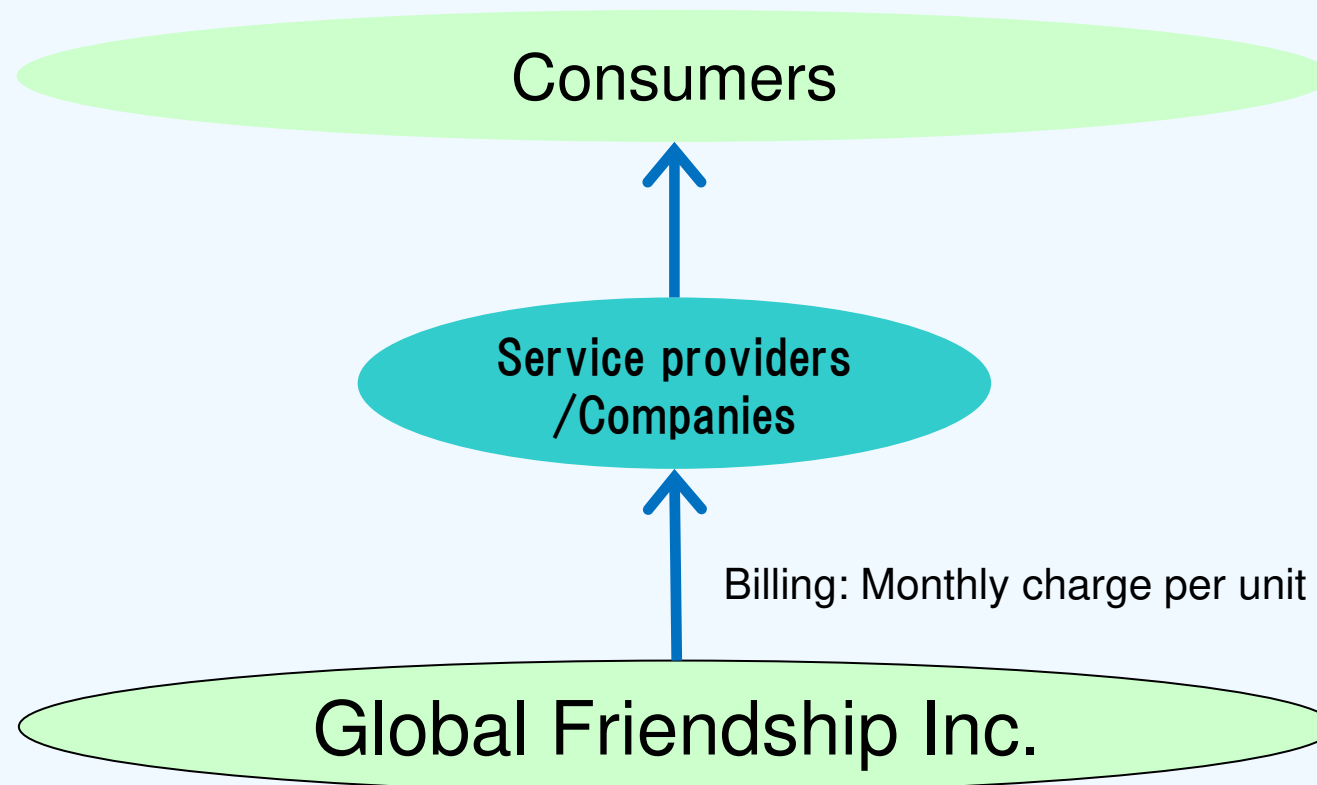 Consumers
Service providers
/Companies
Billing: Monthly charge per unit
Global Friendship Inc.